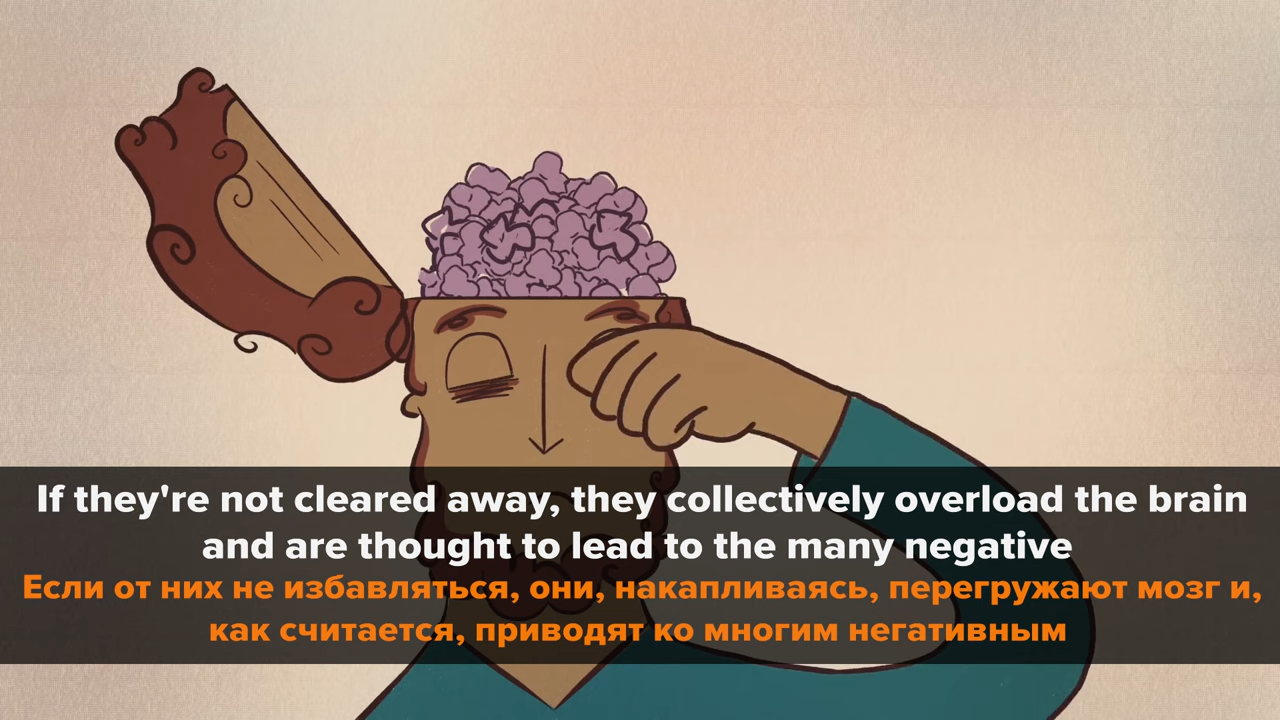 If they're not cleared away, they collectively overload the brain
and are thought to lead to the many negative
Если от них не избавляться, они, накапливаясь, перегружают мозг и,
как считается, приводят ко многим негативным